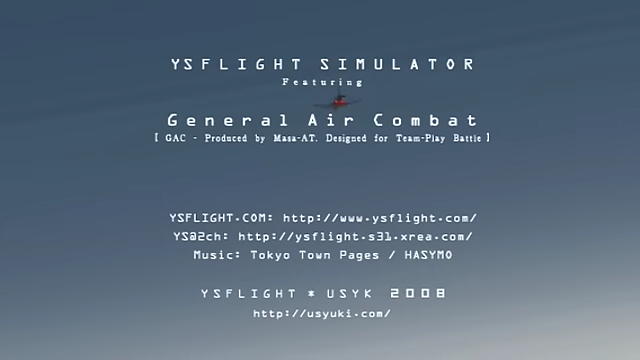 YSFLIGHT SIMULATOR
Featuring
General Air Combat
[ GAC - Produced by Masa-AT. Designed for Team-Play Battle ]
YSFLIGHT.COM: http://www.ysflight.com/
YS@2ch: http://ysflight.s31.xrea.com/
Music: Tokyo Town Pages / HASYMO
YSFLIGHT * USYK 2008
http://usyuki.com/